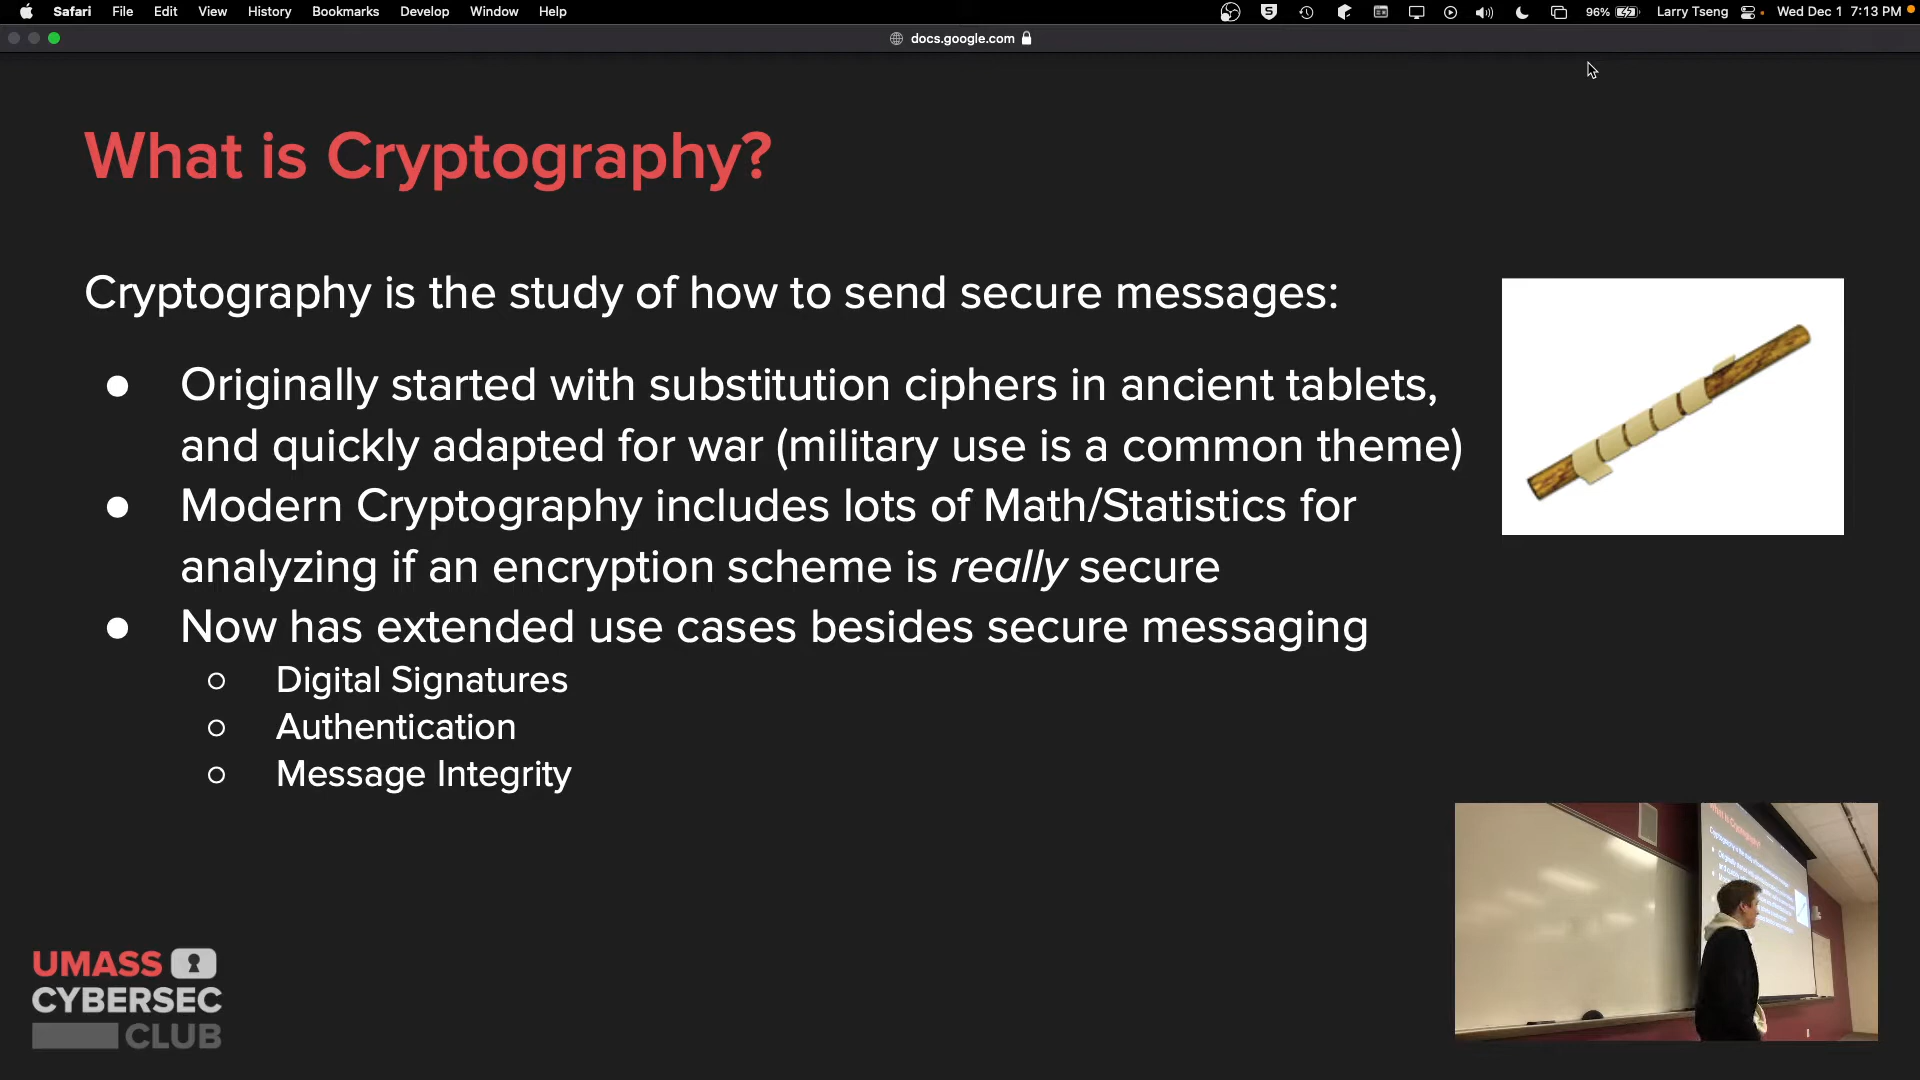 Safari File Edit View History Bookmarks Develop Window Help 96% Larry Tseng Wed Dec 1 7:13 PM
docs.google.com
What is Cryptography?
Cryptography is the study of how to send secure messages:
● Originally started with substitution ciphers in ancient tablets,
and quickly adapted for war (military use is a common theme)
● Modern Cryptography includes lots of Math/Statistics for
analyzing if an encryption scheme is really secure
● Now has extended use cases besides secure messaging
○ Digital Signatures
○ Authentication
○ Message Integrity
UMASS
CYBERSEC
CLUB